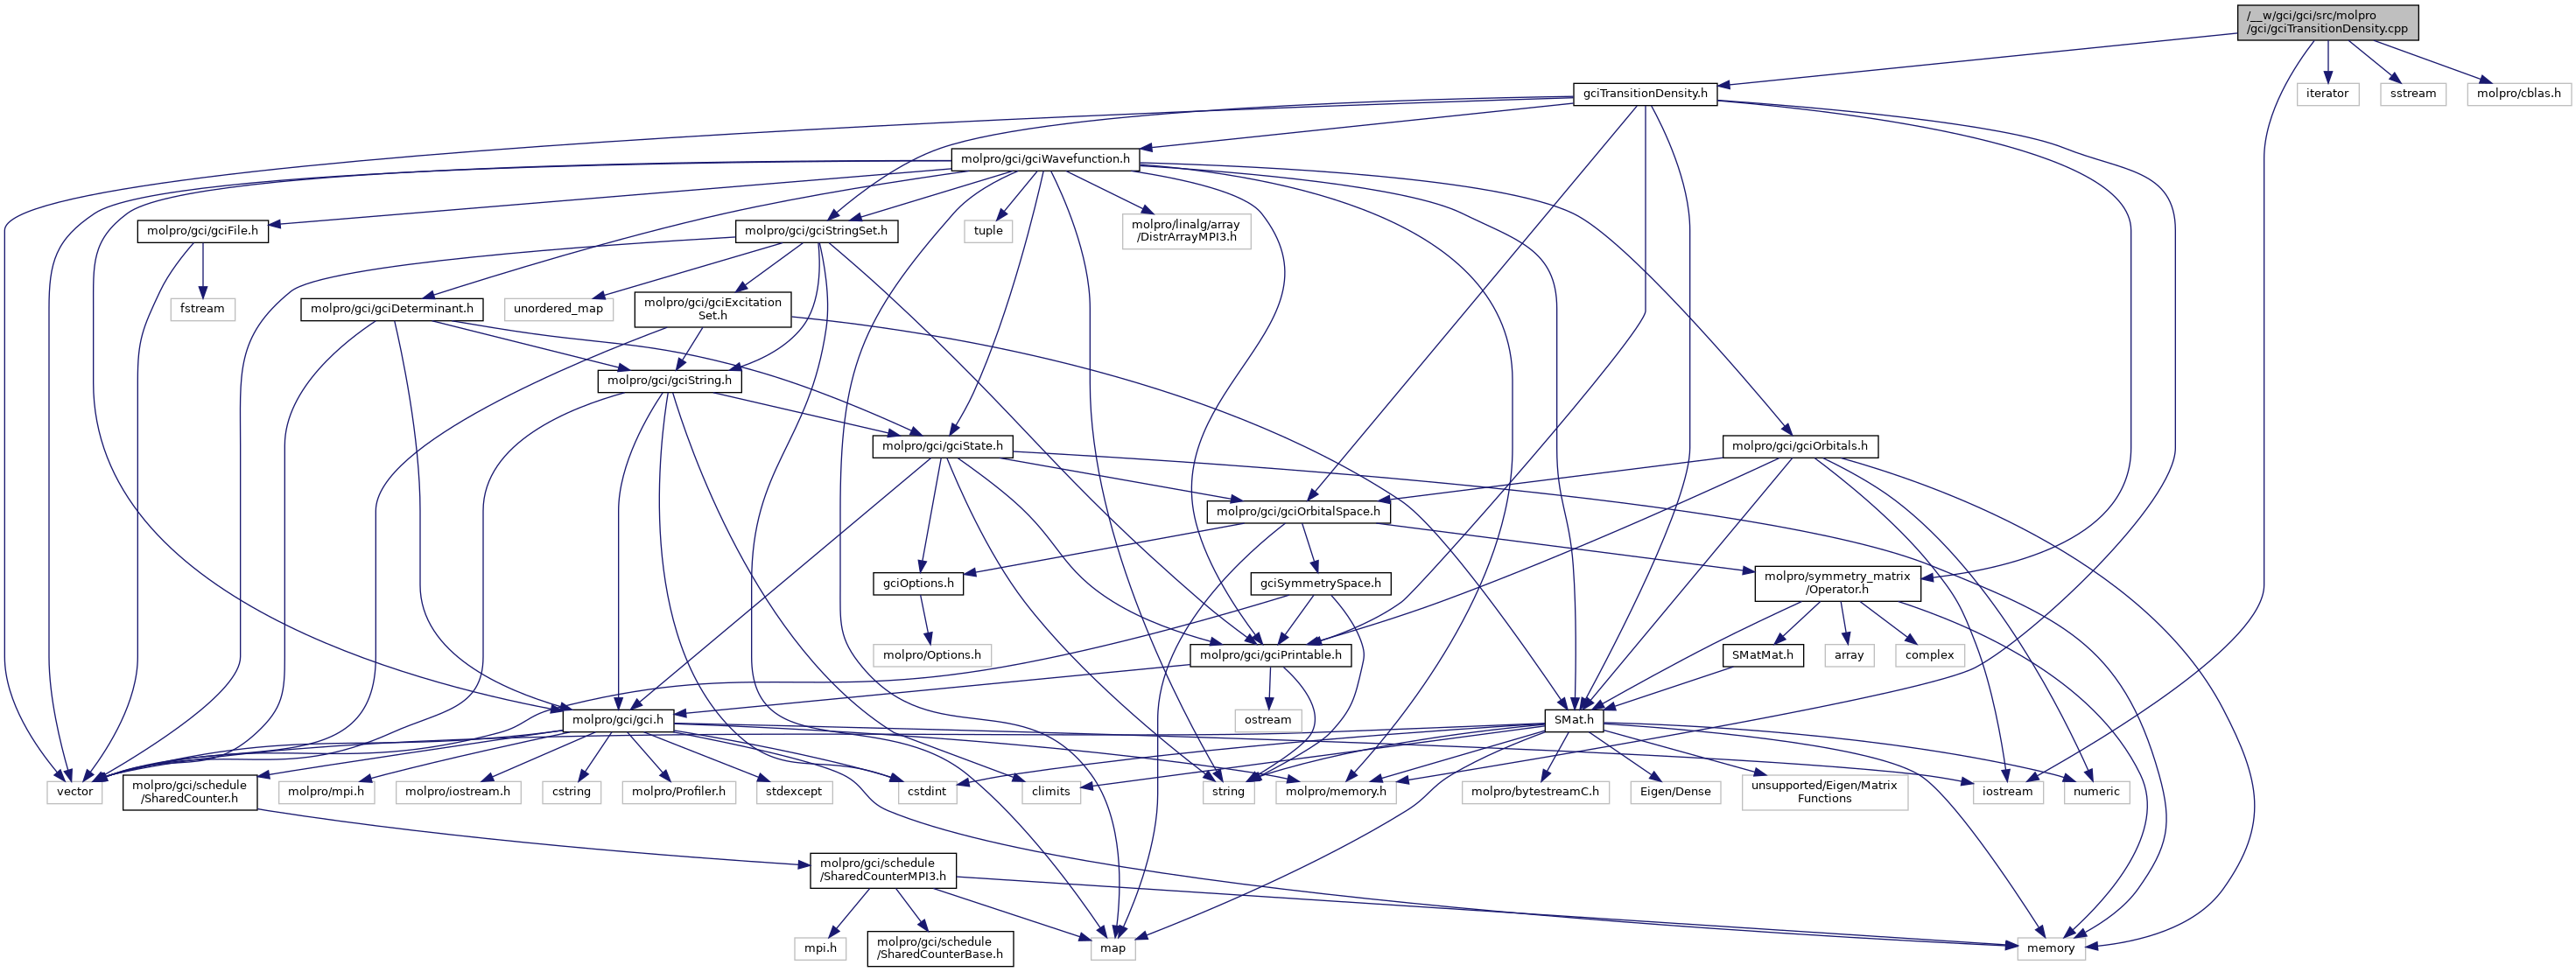 /__w/gci/gci/src/molpro
/gci/gciTransitionDensity.cpp
gciTransitionDensity.h
iterator
sstream
molpro/cblas.h
molpro/gci/gciWavefunction.h
molpro/gci/gciFile.h
molpro/gci/gciStringSet.h
tuple
molpro/linalg/array
/DistrArrayMPI3.h
fstream
molpro/gci/gciDeterminant.h
unordered_map
molpro/gci/gciExcitation
Set.h
molpro/gci/gciString.h
molpro/gci/gciState.h
molpro/gci/gciOrbitals.h
molpro/gci/gciOrbitalSpace.h
gciOptions.h
gciSymmetrySpace.h
molpro/symmetry_matrix
/Operator.h
molpro/Options.h
molpro/gci/gciPrintable.h
SMatMat.h
array
complex
molpro/gci/gci.h
ostream
SMat.h
vector
molpro/gci/schedule
/SharedCounter.h
molpro/mpi.h
molpro/iostream.h
cstring
molpro/Profiler.h
stdexcept
cstdint
climits
string
molpro/memory.h
molpro/bytestreamC.h
Eigen/Dense
unsupported/Eigen/Matrix
Functions
iostream
numeric
molpro/gci/schedule
/SharedCounterMPI3.h
mpi.h
molpro/gci/schedule
/SharedCounterBase.h
map
memory